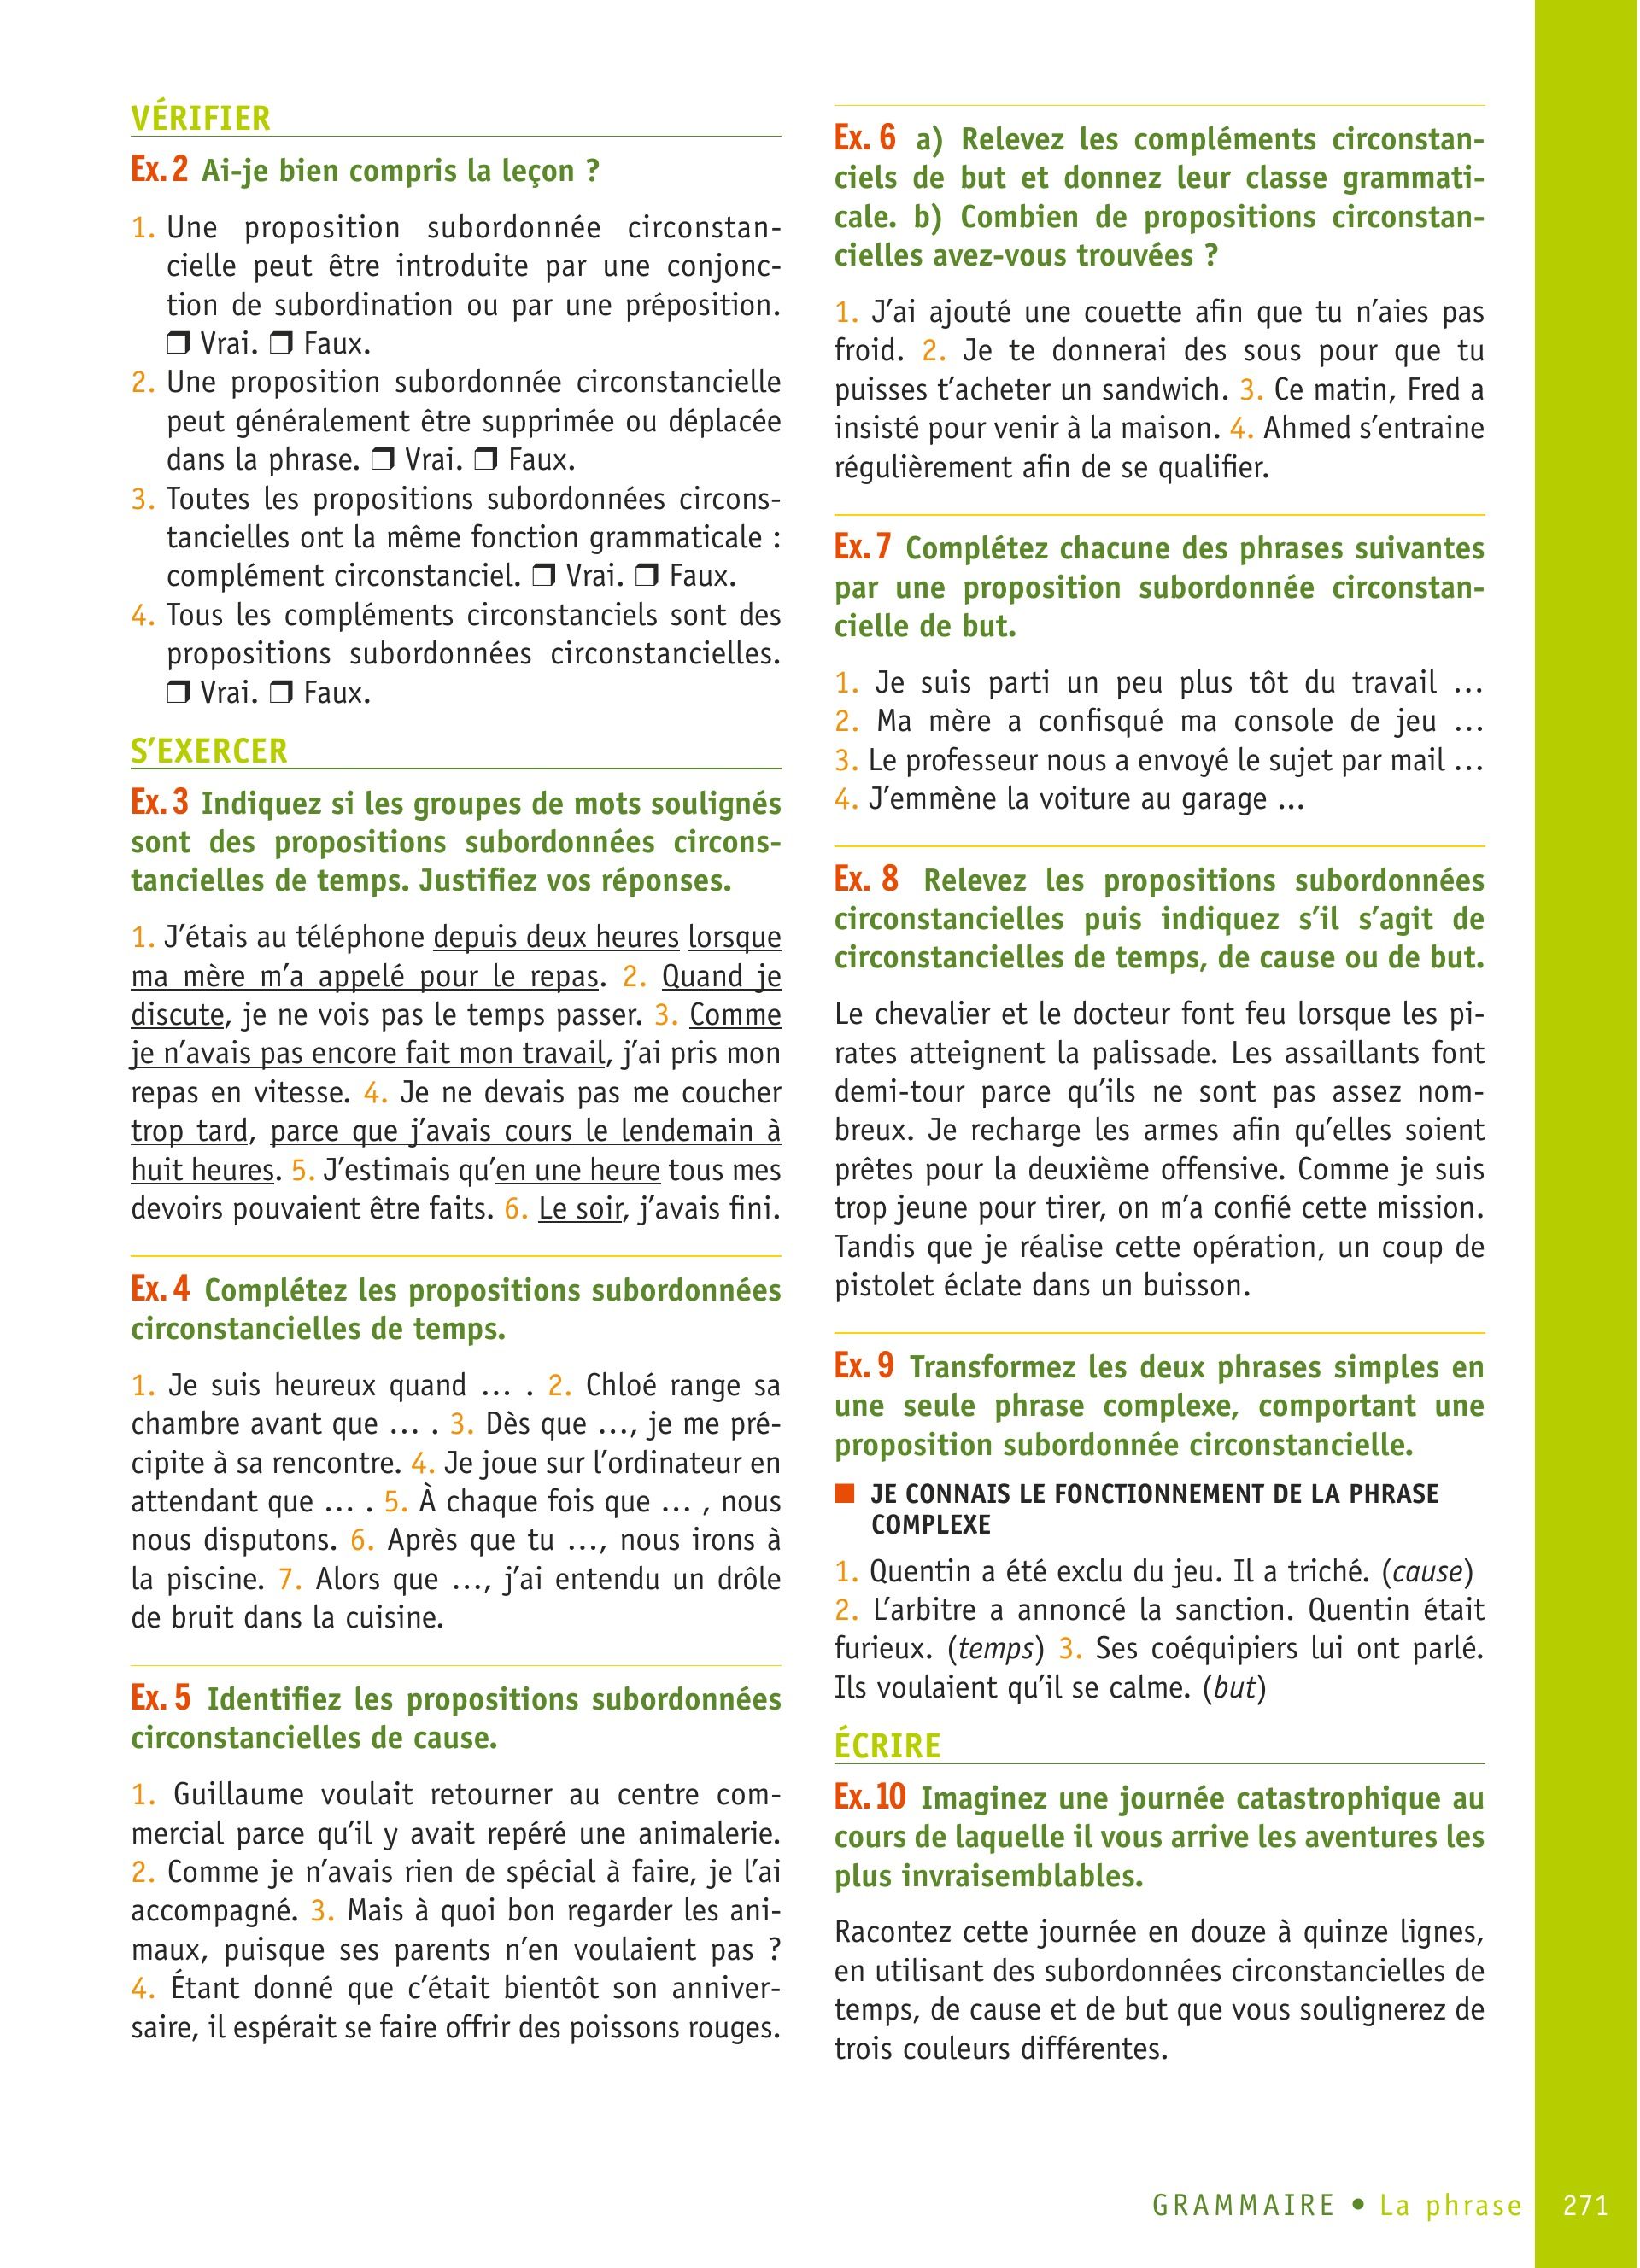 VÉRIFIER
Ex. 2 Ai-je bien compris la leçon ?
1. Une proposition subordonnée circonstan-
cielle peut être introduite par une conjonc-
tion de subordination ou par une préposition.
❒ Vrai. ❒ Faux.
2. Une proposition subordonnée circonstancielle
peut généralement être supprimée ou déplacée
dans la phrase. ❒ Vrai. ❒ Faux.
3. Toutes les propositions subordonnées circons-
tancielles ont la même fonction grammaticale :
complément circonstanciel. ❒ Vrai. ❒ Faux.
4. Tous les compléments circonstanciels sont des
propositions subordonnées circonstancielles.
❒ Vrai. ❒ Faux.
S’EXERCER
Ex. 3 Indiquez si les groupes de mots soulignés
sont des propositions subordonnées circons-
tancielles de temps. Justifiez vos réponses.
1. J’étais au téléphone depuis deux heures lorsque
ma mère m’a appelé pour le repas. 2. Quand je
discute, je ne vois pas le temps passer. 3. Comme
je n’avais pas encore fait mon travail, j’ai pris mon
repas en vitesse. 4. Je ne devais pas me coucher
trop tard, parce que j’avais cours le lendemain à
huit heures. 5. J’estimais qu’en une heure tous mes
devoirs pouvaient être faits. 6. Le soir, j’avais fini.
Ex. 4 Complétez les propositions subordonnées
circonstancielles de temps.
1. Je suis heureux quand … . 2. Chloé range sa
chambre avant que … . 3. Dès que …, je me pré-
cipite à sa rencontre. 4. Je joue sur l’ordinateur en
attendant que … . 5. À chaque fois que … , nous
nous disputons. 6. Après que tu …, nous irons à
la piscine. 7. Alors que …, j’ai entendu un drôle
de bruit dans la cuisine.
Ex. 5 Identifiez les propositions subordonnées
circonstancielles de cause.
1. Guillaume voulait retourner au centre com-
mercial parce qu’il y avait repéré une animalerie.
2. Comme je n’avais rien de spécial à faire, je l’ai
accompagné. 3. Mais à quoi bon regarder les ani-
maux, puisque ses parents n’en voulaient pas ?
4. Étant donné que c’était bientôt son anniver-
saire, il espérait se faire offrir des poissons rouges.
Ex. 6 a) Relevez les compléments circonstan-
ciels de but et donnez leur classe grammati-
cale. b) Combien de propositions circonstan-
cielles avez-vous trouvées ?
1. J’ai ajouté une couette afin que tu n’aies pas
froid. 2. Je te donnerai des sous pour que tu
puisses t’acheter un sandwich. 3. Ce matin, Fred a
insisté pour venir à la maison. 4. Ahmed s’entraine
régulièrement afin de se qualifier.
Ex. 7 Complétez chacune des phrases suivantes
par une proposition subordonnée circonstan-
cielle de but.
1. Je suis parti un peu plus tôt du travail …
2. Ma mère a confisqué ma console de jeu …
3. Le professeur nous a envoyé le sujet par mail …
4. J’emmène la voiture au garage …
Ex. 8 Relevez les propositions subordonnées
circonstancielles puis indiquez s’il s’agit de
circonstancielles de temps, de cause ou de but.
Le chevalier et le docteur font feu lorsque les pi-
rates atteignent la palissade. Les assaillants font
demi-tour parce qu’ils ne sont pas assez nom-
breux. Je recharge les armes afin qu’elles soient
prêtes pour la deuxième offensive. Comme je suis
trop jeune pour tirer, on m’a confié cette mission.
Tandis que je réalise cette opération, un coup de
pistolet éclate dans un buisson.
Ex. 9 Transformez les deux phrases simples en
une seule phrase complexe, comportant une
proposition subordonnée circonstancielle.
■ JE CONNAIS LE FONCTIONNEMENT DE LA PHRASE
COMPLEXE
1. Quentin a été exclu du jeu. Il a triché. (cause)
2. L’arbitre a annoncé la sanction. Quentin était
furieux. (temps) 3. Ses coéquipiers lui ont parlé.
Ils voulaient qu’il se calme. (but)
ÉCRIRE
Ex. 10 Imaginez une journée catastrophique au
cours de laquelle il vous arrive les aventures les
plus invraisemblables.
Racontez cette journée en douze à quinze lignes,
en utilisant des subordonnées circonstancielles de
temps, de cause et de but que vous soulignerez de
trois couleurs différentes.
GRAMMAIRE • La phrase 271